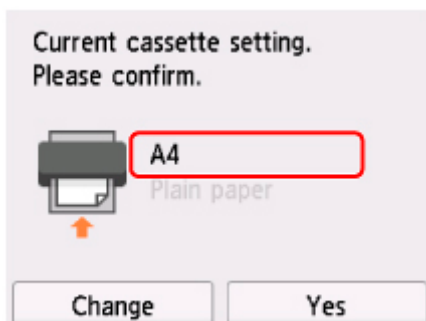 Current cassette setting.
Please confirm.
A4
Plain paper
Change
Yes